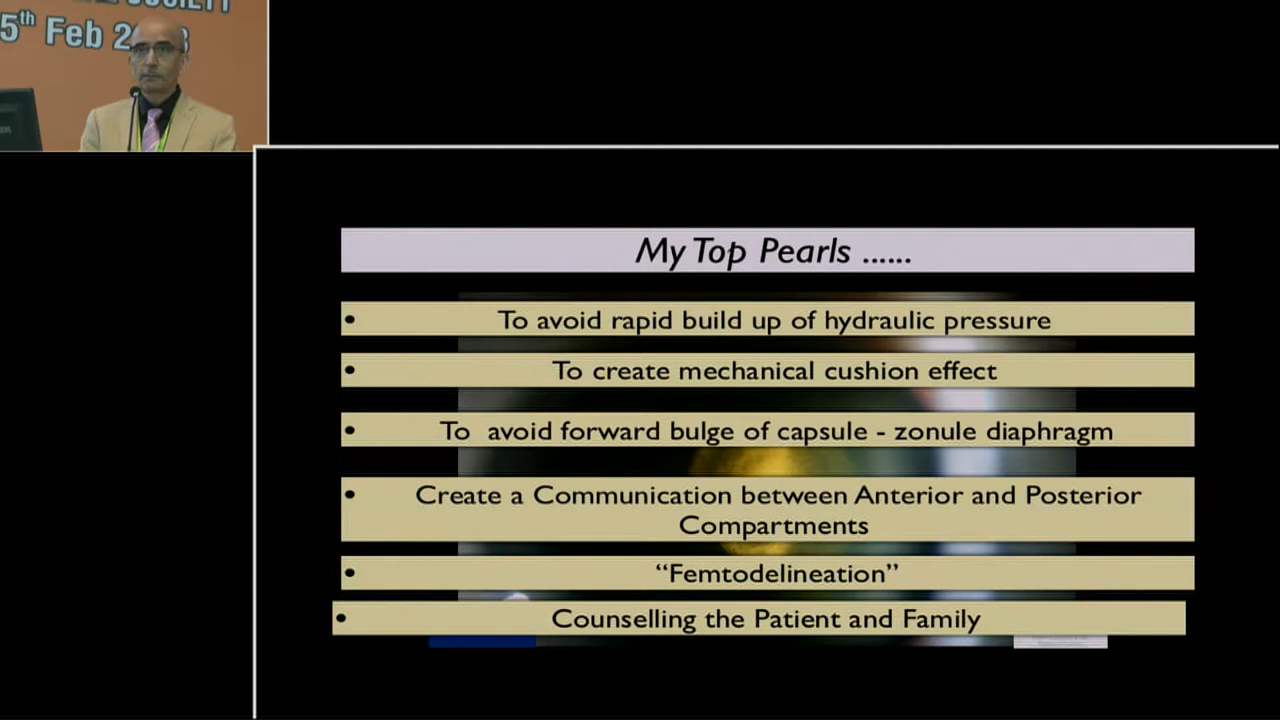 SOCIETY
5th Feb 2
My Top Pearls ......
• To avoid rapid build up of hydraulic pressure
• To create mechanical cushion effect
• To avoid forward bulge of capsule - zonule diaphragm
• Create a Communication between Anterior and Posterior
Compartments
• “Femtodelineation”
• Counselling the Patient and Family